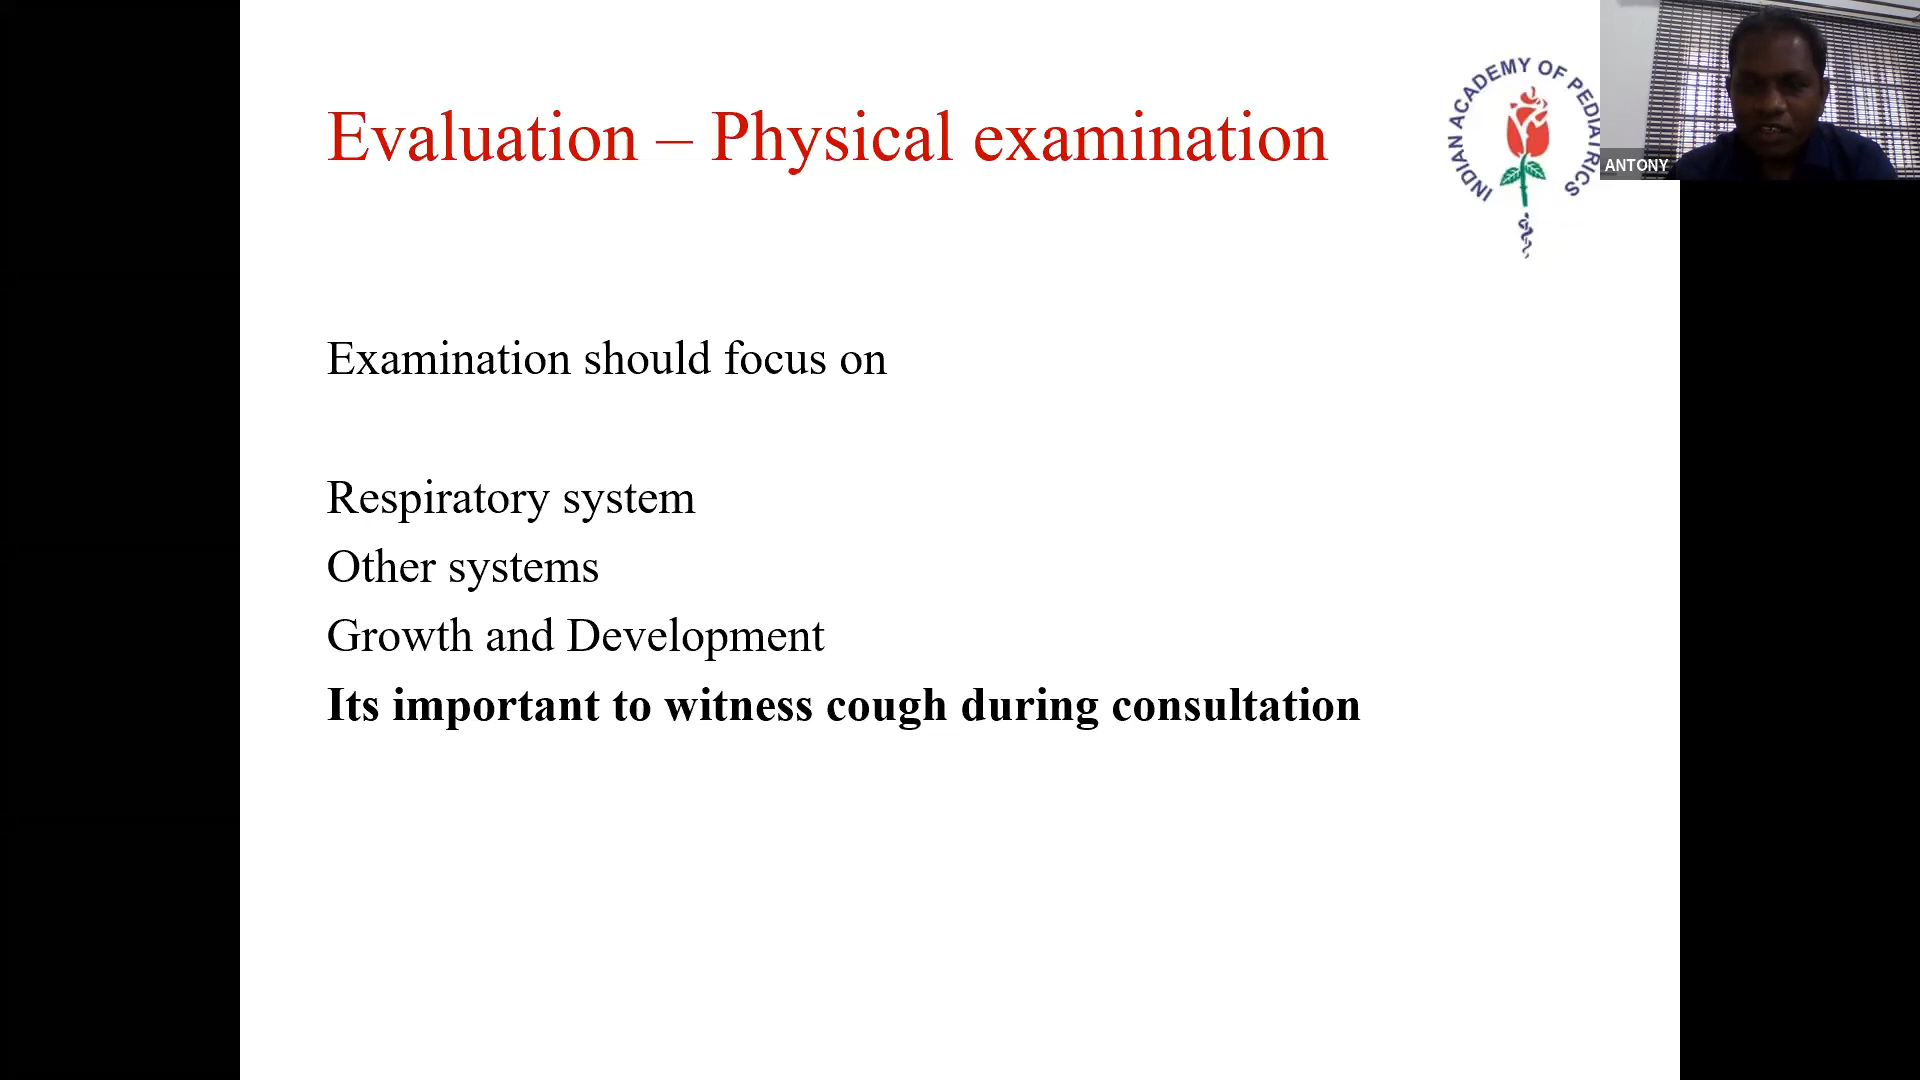 Evaluation – Physical examination
INDIAN ACADEMY OF PEDIATRICS
ANTONY
Examination should focus on
Respiratory system
Other systems
Growth and Development
Its important to witness cough during consultation